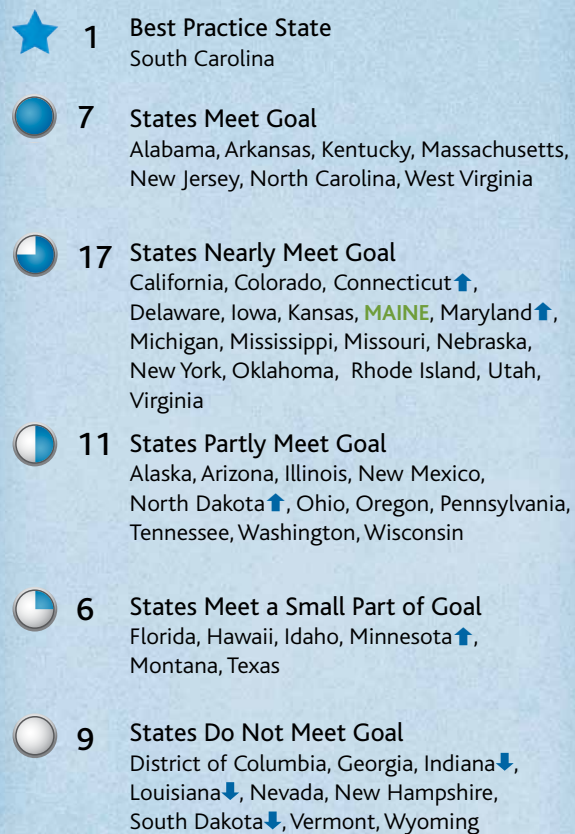 1 Best Practice State
South Carolina
7 States Meet Goal
Alabama, Arkansas, Kentucky, Massachusetts,
New Jersey, North Carolina, West Virginia
17 States Nearly Meet Goal
California, Colorado, Connecticut⬆,
Delaware, Iowa, Kansas, MAINE, Maryland⬆,
Michigan, Mississippi, Missouri, Nebraska,
New York, Oklahoma, Rhode Island, Utah,
Virginia
11 States Partly Meet Goal
Alaska, Arizona, Illinois, New Mexico,
North Dakota⬆, Ohio, Oregon, Pennsylvania,
Tennessee, Washington, Wisconsin
6 States Meet a Small Part of Goal
Florida, Hawaii, Idaho, Minnesota⬆,
Montana, Texas
9 States Do Not Meet Goal
District of Columbia, Georgia, Indiana⬇,
Louisiana⬇, Nevada, New Hampshire,
South Dakota⬇, Vermont, Wyoming